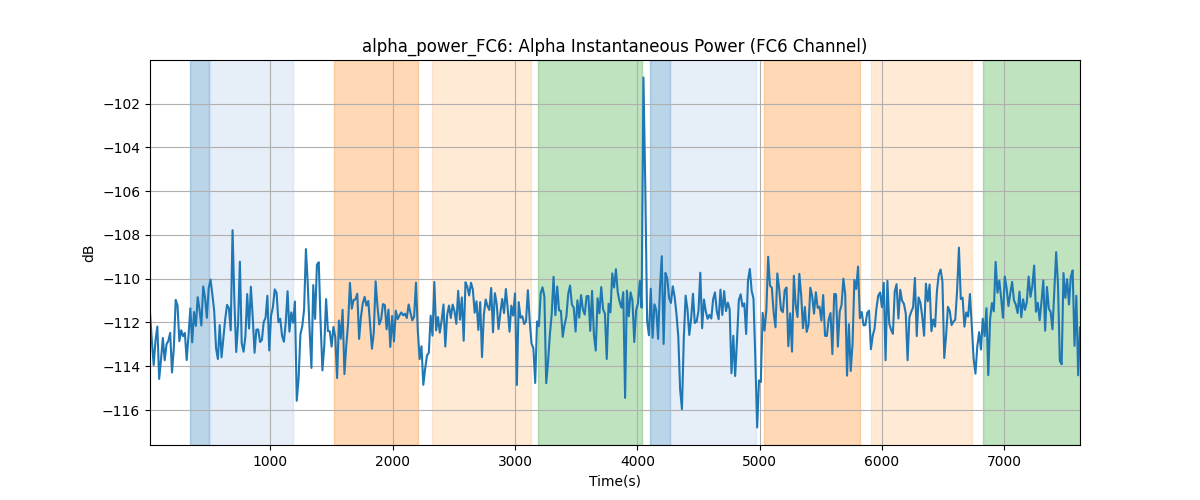 alpha_power_FC6: Alpha Instantaneous Power (FC6 Channel)
−102
−104
−106
−108
−110
−112
−114
−116
dB
1000 2000 3000 4000 5000 6000 7000
Time(s)